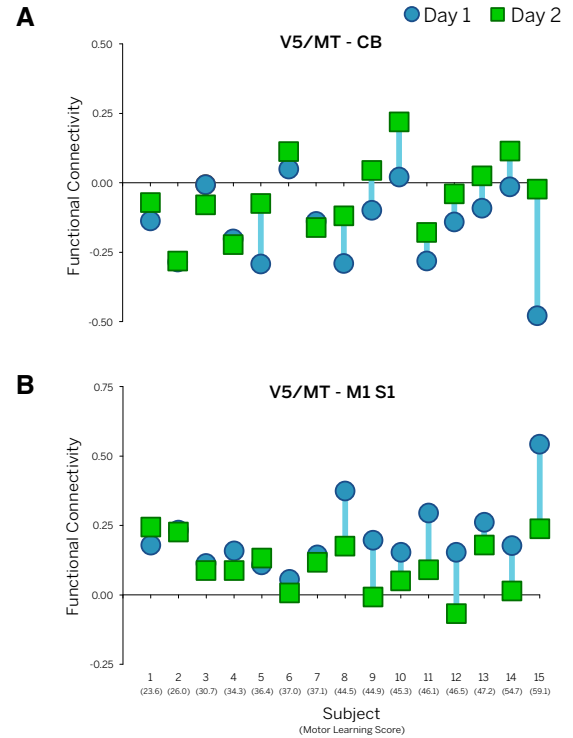 A
Day 1 Day 2
V5/MT - CB
Functional Connectivity
0.50
0.25
0.00
-0.25
-0.50
B
V5/MT - M1 S1
Functional Connectivity
0.75
0.50
0.25
0.00
-0.25
1 2 3 4 5 6 7 8 9 10 11 12 13 14 15
(23.6) (26.0) (30.7) (34.3) (36.4) (37.0) (37.1) (44.5) (44.9) (45.3) (46.1) (46.5) (47.2) (54.7) (59.1)
Subject
(Motor Learning Score)